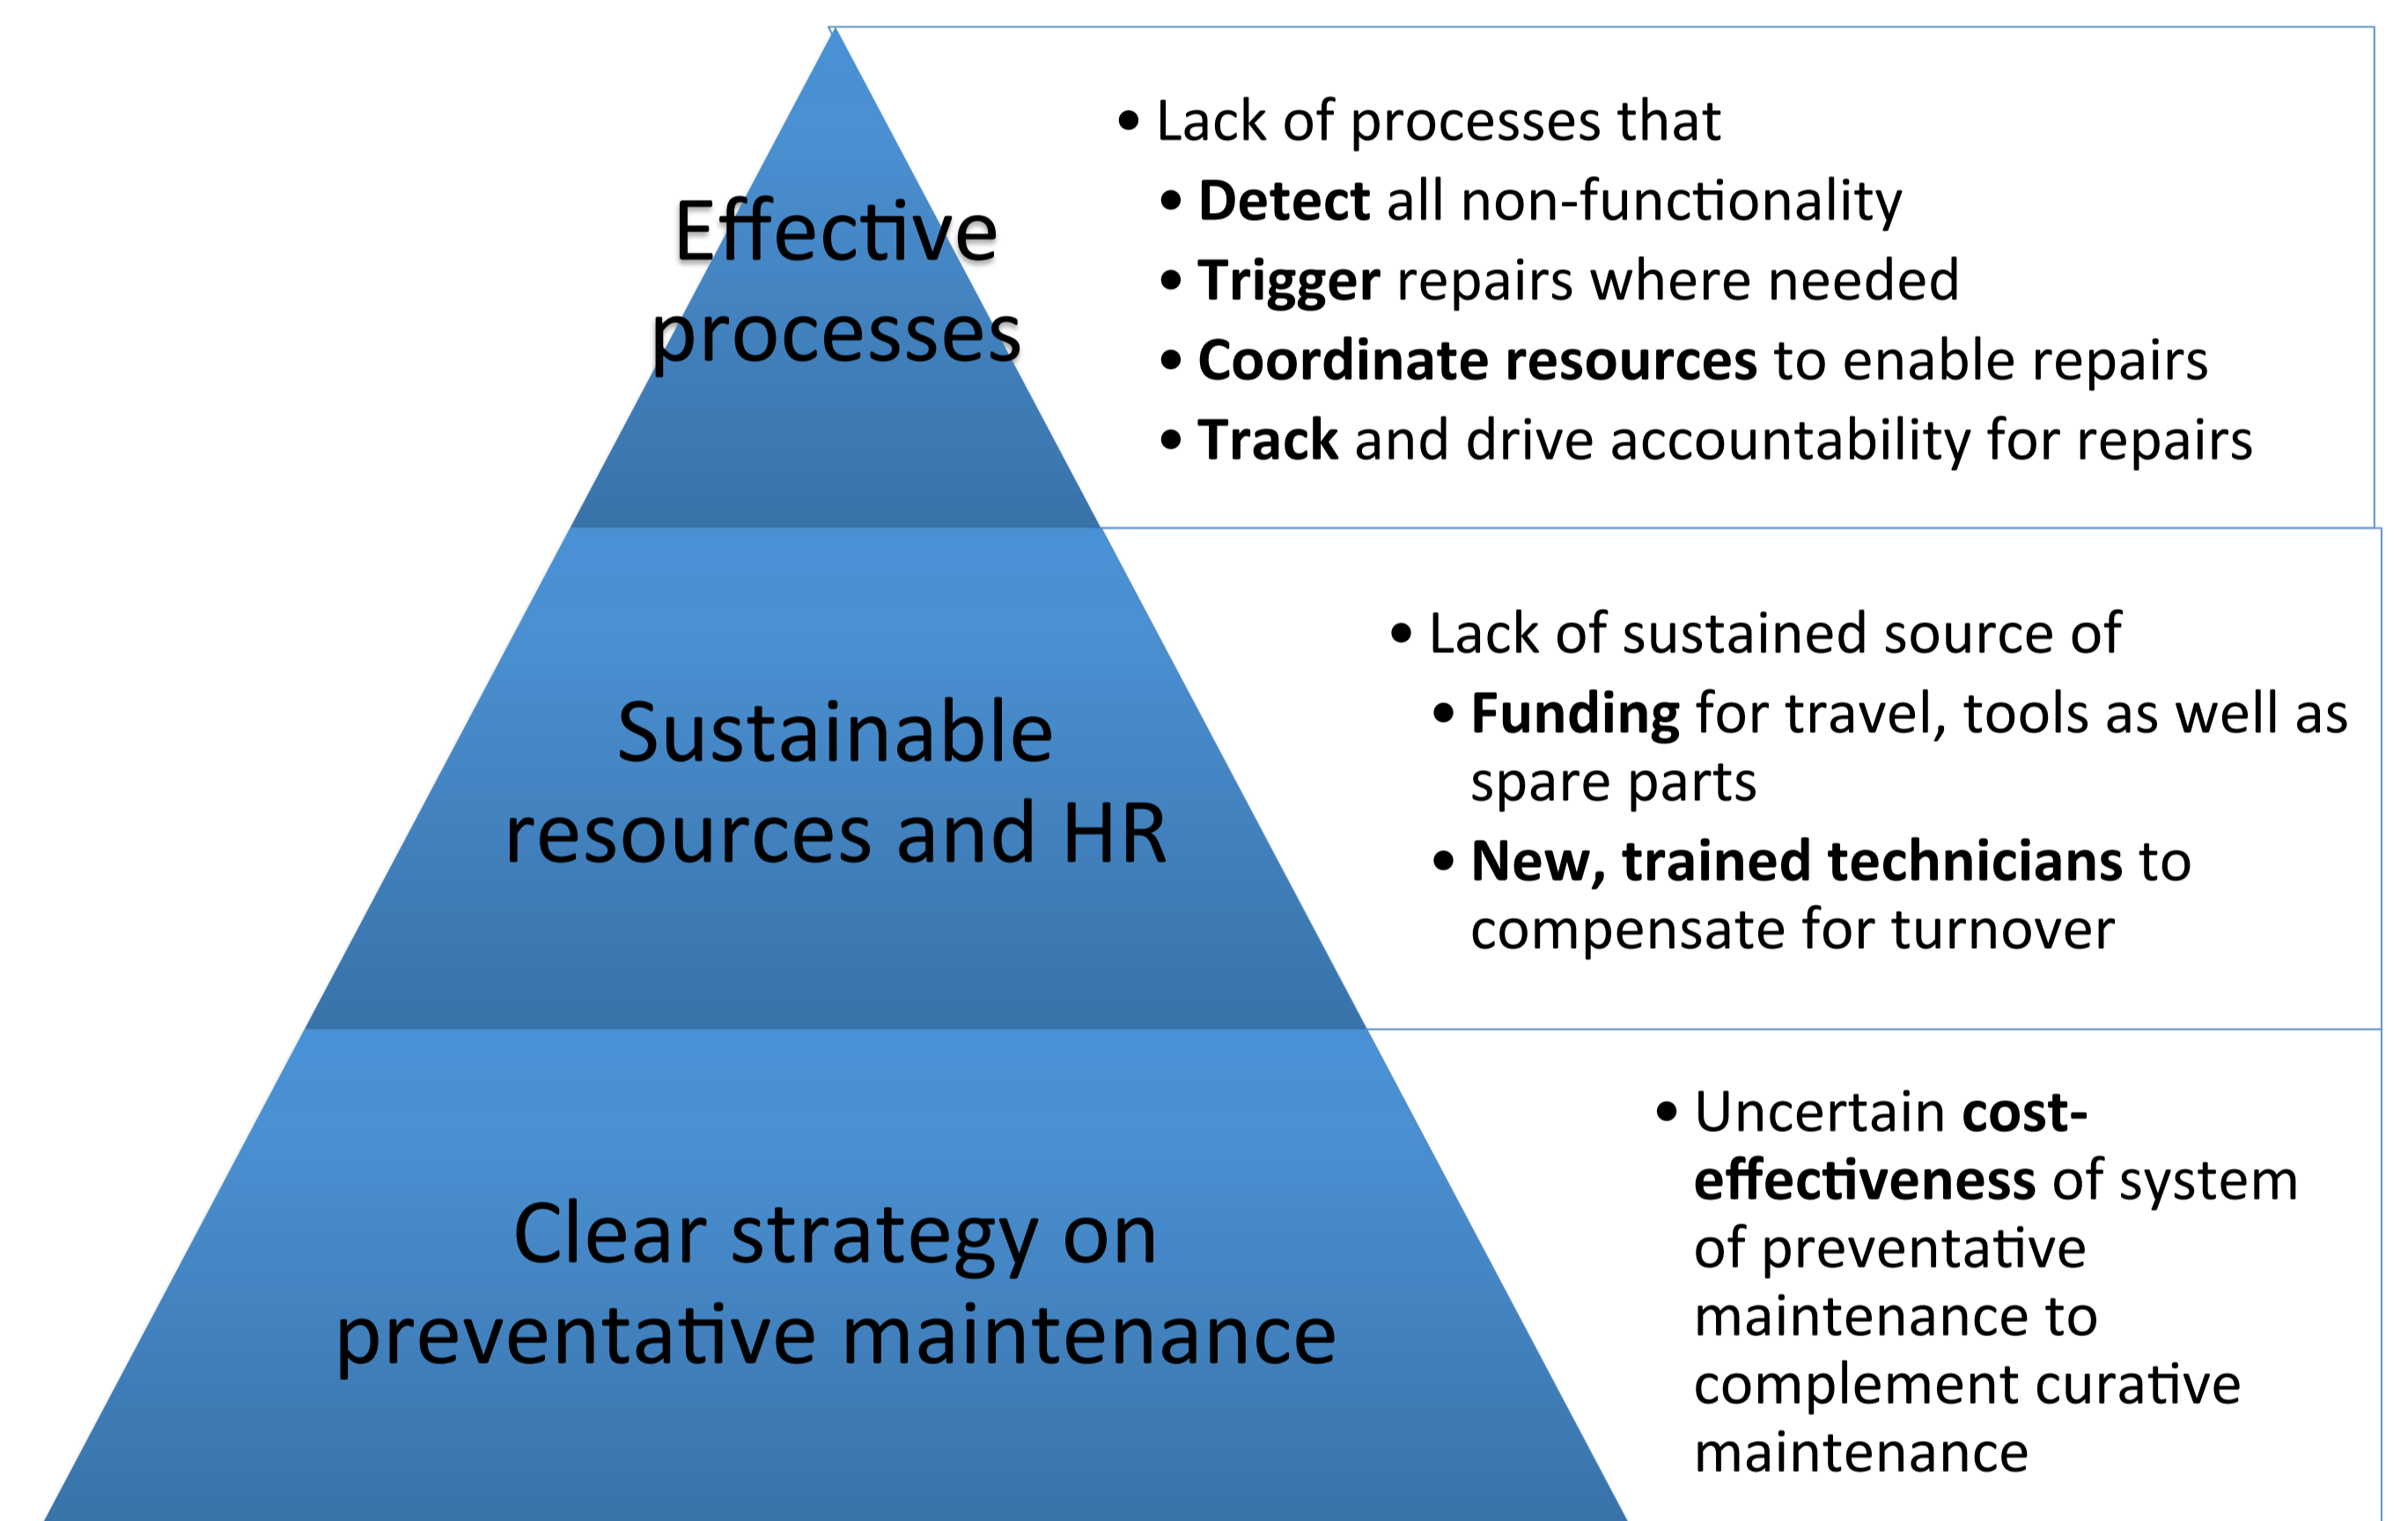 Effective
processes
• Lack of processes that
• Detect all non-functionality
• Trigger repairs where needed
• Coordinate resources to enable repairs
• Track and drive accountability for repairs
Sustainable
resources and HR
• Lack of sustained source of
• Funding for travel, tools as well as
spare parts
• New, trained technicians to
compensate for turnover
Clear strategy on
preventative maintenance
• Uncertain cost-
effectiveness of system
of preventative
maintenance to
complement curative
maintenance